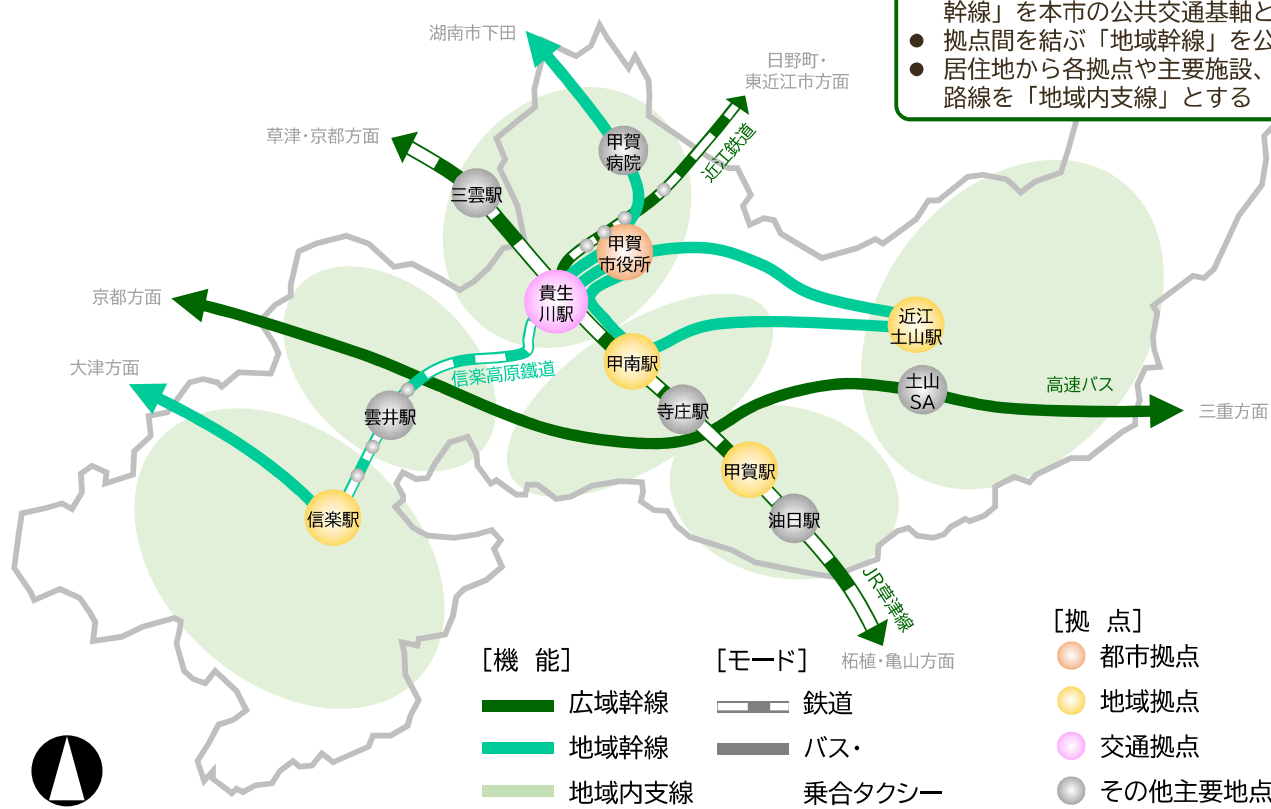 幹線」を本市の公共交通基軸と
● 拠点間を結ぶ「地域幹線」を公
● 居住地から各拠点や主要施設、
路線を「地域内支線」とする
湖南市下田
日野町・
東近江市方面
草津・京都方面
甲賀
病院
近江鉄道
三雲駅
甲賀
市役所
京都方面
貴生
川駅
近江
土山駅
大津方面
甲南駅
信楽高原鐵道
土山
SA
高速バス
三重方面
雲井駅
寺庄駅
甲賀駅
信楽駅
油日駅
JR草津線
柘植・亀山方面
[機 能]
広域幹線
地域幹線
地域内支線
[モード]
鉄道
バス・
乗合タクシー
[拠 点]
都市拠点
地域拠点
交通拠点
その他主要地点